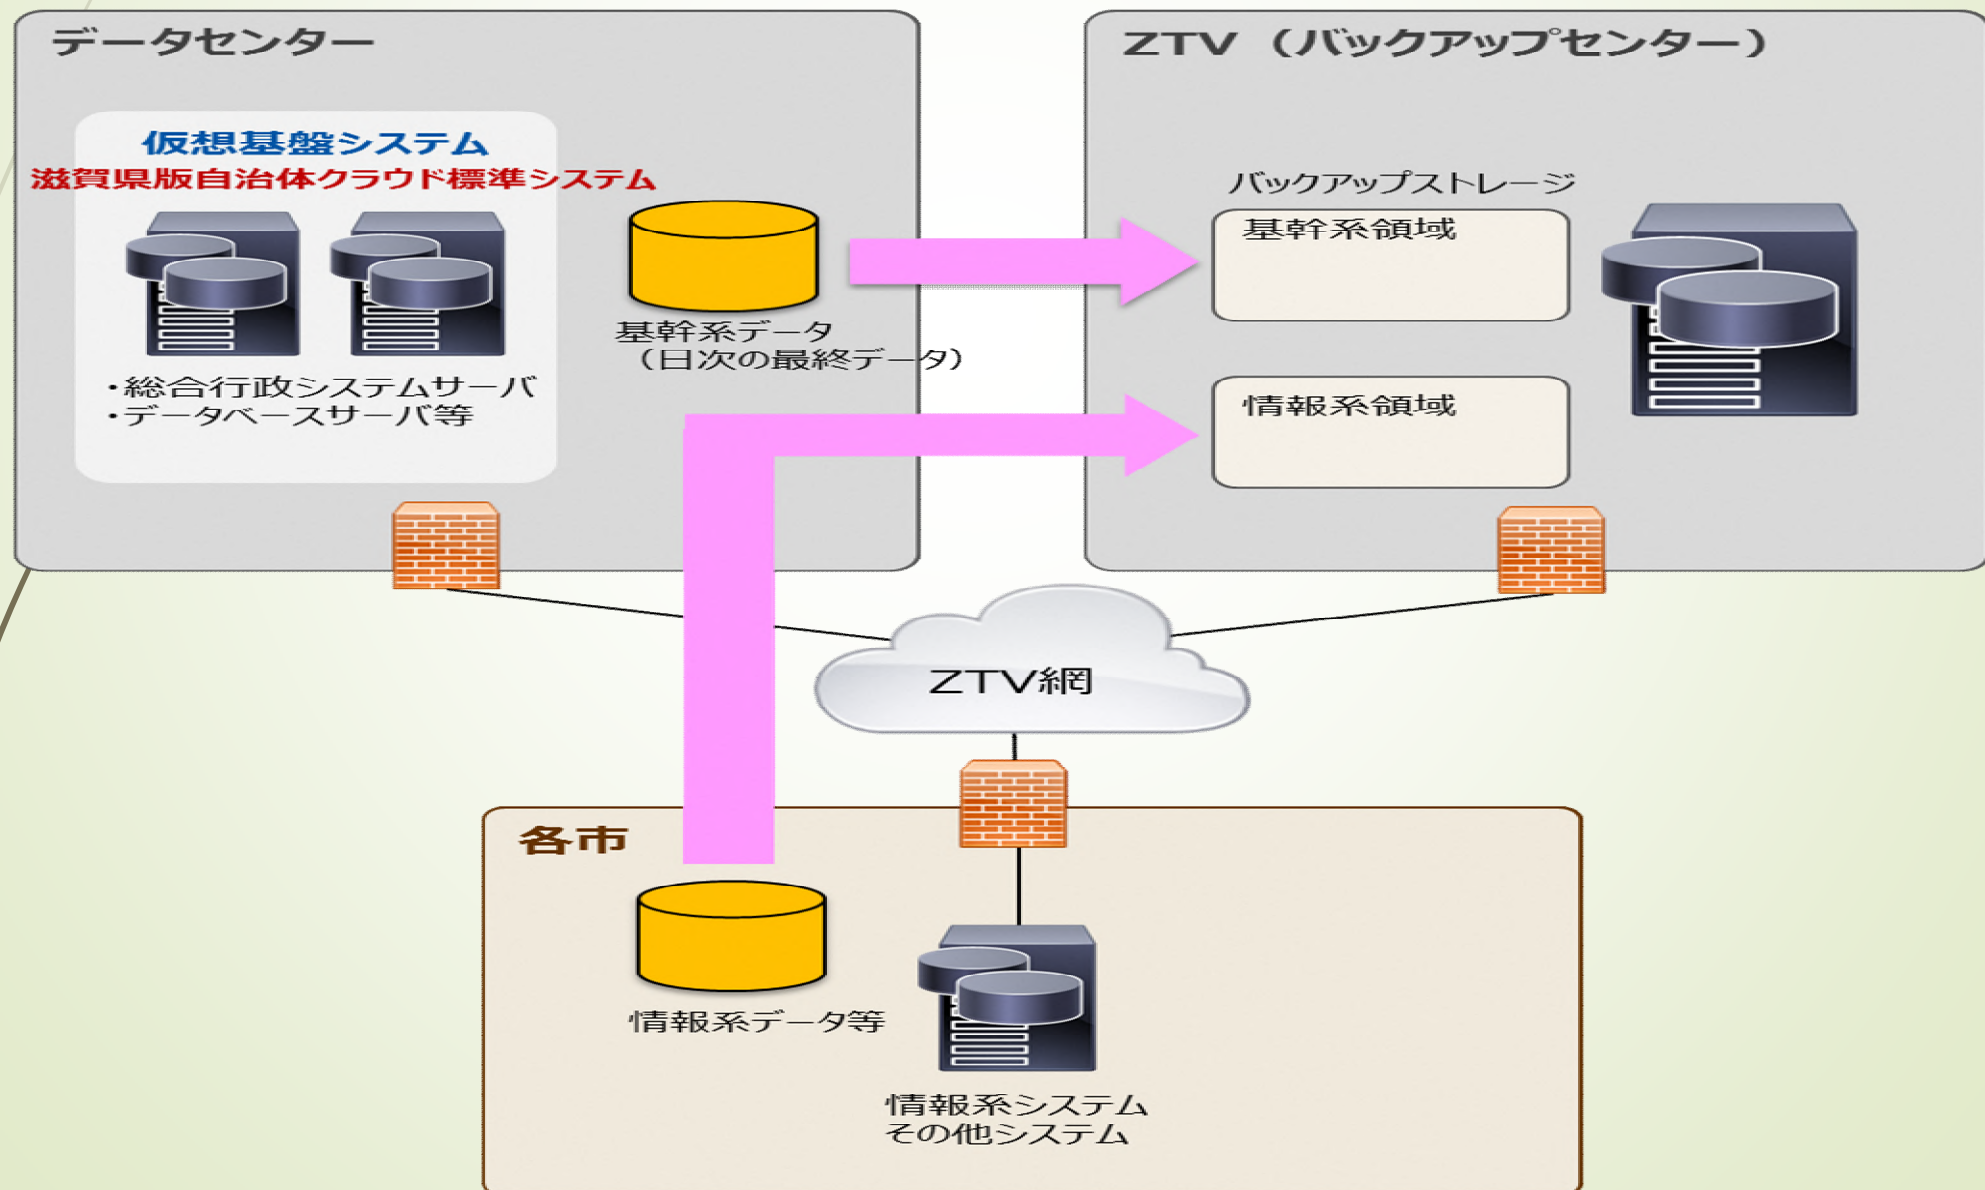 データセンター
仮想基盤システム
滋賀県版自治体クラウド標準システム
・総合行政システムサーバ
・データベースサーバ等
基幹系データ
（日次の最終データ）
ZTV（バックアップセンター）
バックアップストレージ
基幹系領域
情報系領域
ZTV網
各市
情報系データ等
情報系システム
その他システム